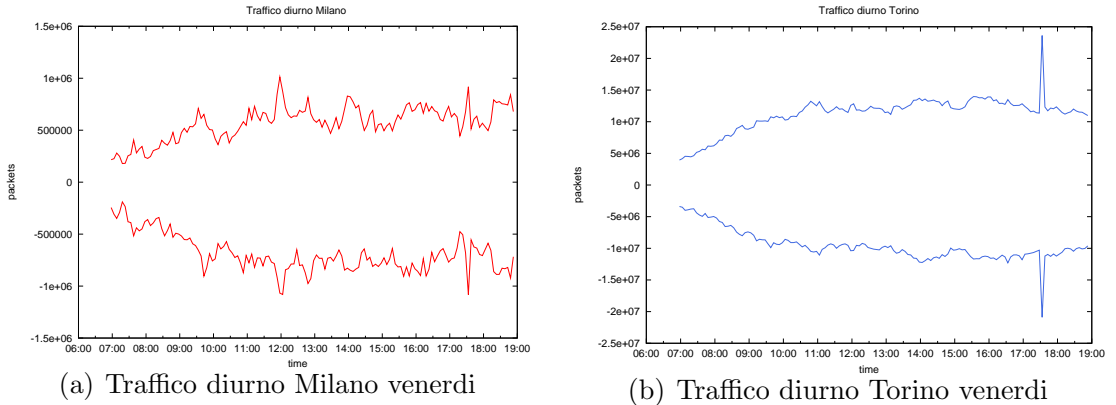 Traffico diurno Milano
1.5e+06
1e+06
500000
0
-500000
-1e+06
-1.5e+06
packets
06:00 07:00 08:00 09:00 10:00 11:00 12:00 13:00 14:00 15:00 16:00 17:00 18:00 19:00
time
(a) Traffico diurno Milano venerdi
Traffico diurno Torino
2.5e+07
2e+07
1.5e+07
1e+07
5e+06
0
-5e+06
-1e+07
-1.5e+07
-2e+07
-2.5e+07
packets
06:00 07:00 08:00 09:00 10:00 11:00 12:00 13:00 14:00 15:00 16:00 17:00 18:00 19:00
time
(b) Traffico diurno Torino venerdi